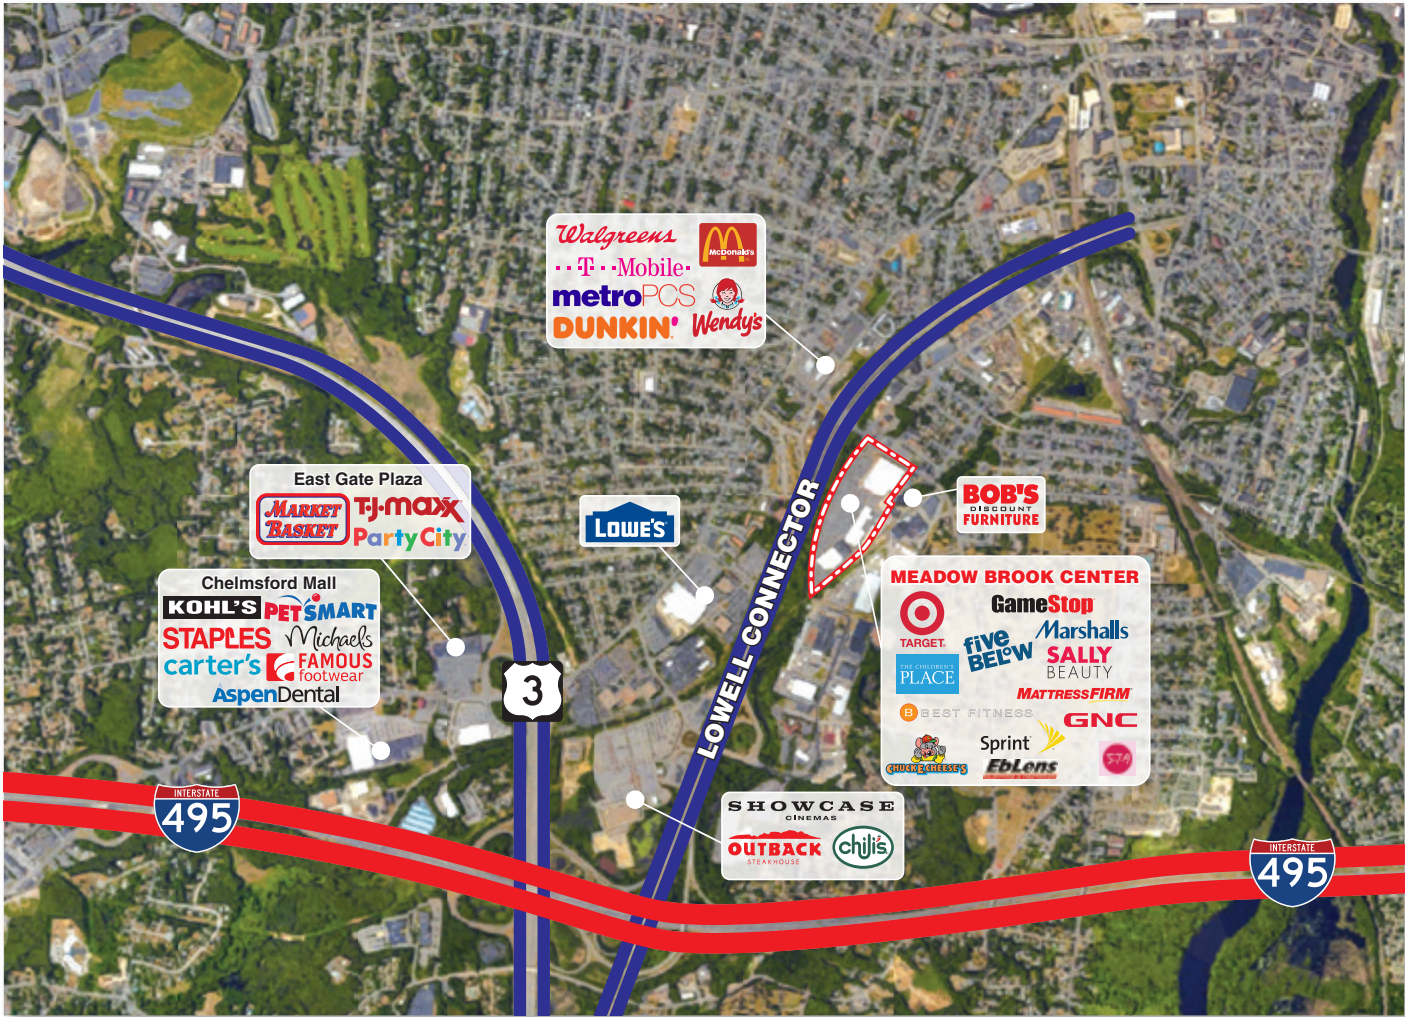 Walgreens
McDonald's
T Mobile
metroPCS
DUNKIN'
Wendy's
East Gate Plaza
MARKET BASKET
T·J·maxx
Party City
LOWE'S
LOWELL CONNECTOR
BOB'S
DISCOUNT
FURNITURE
Chelmsford Mall
KOHL'S
PETSMART
STAPLES
Michaels
carter's
FAMOUS
footwear
AspenDental
3
MEADOW BROOK CENTER
TARGET
GameStop
five BELOW
Marshalls
THE CHILDREN'S
PLACE
SALLY
BEAUTY
MATTRESSFIRM
B BEST FITNESS
GNC
CHUCK E CHEESE'S
Sprint
EbLens
INTERSTATE
495
SHOWCASE
CINEMAS
OUTBACK
STEAKHOUSE
chili's
INTERSTATE
495